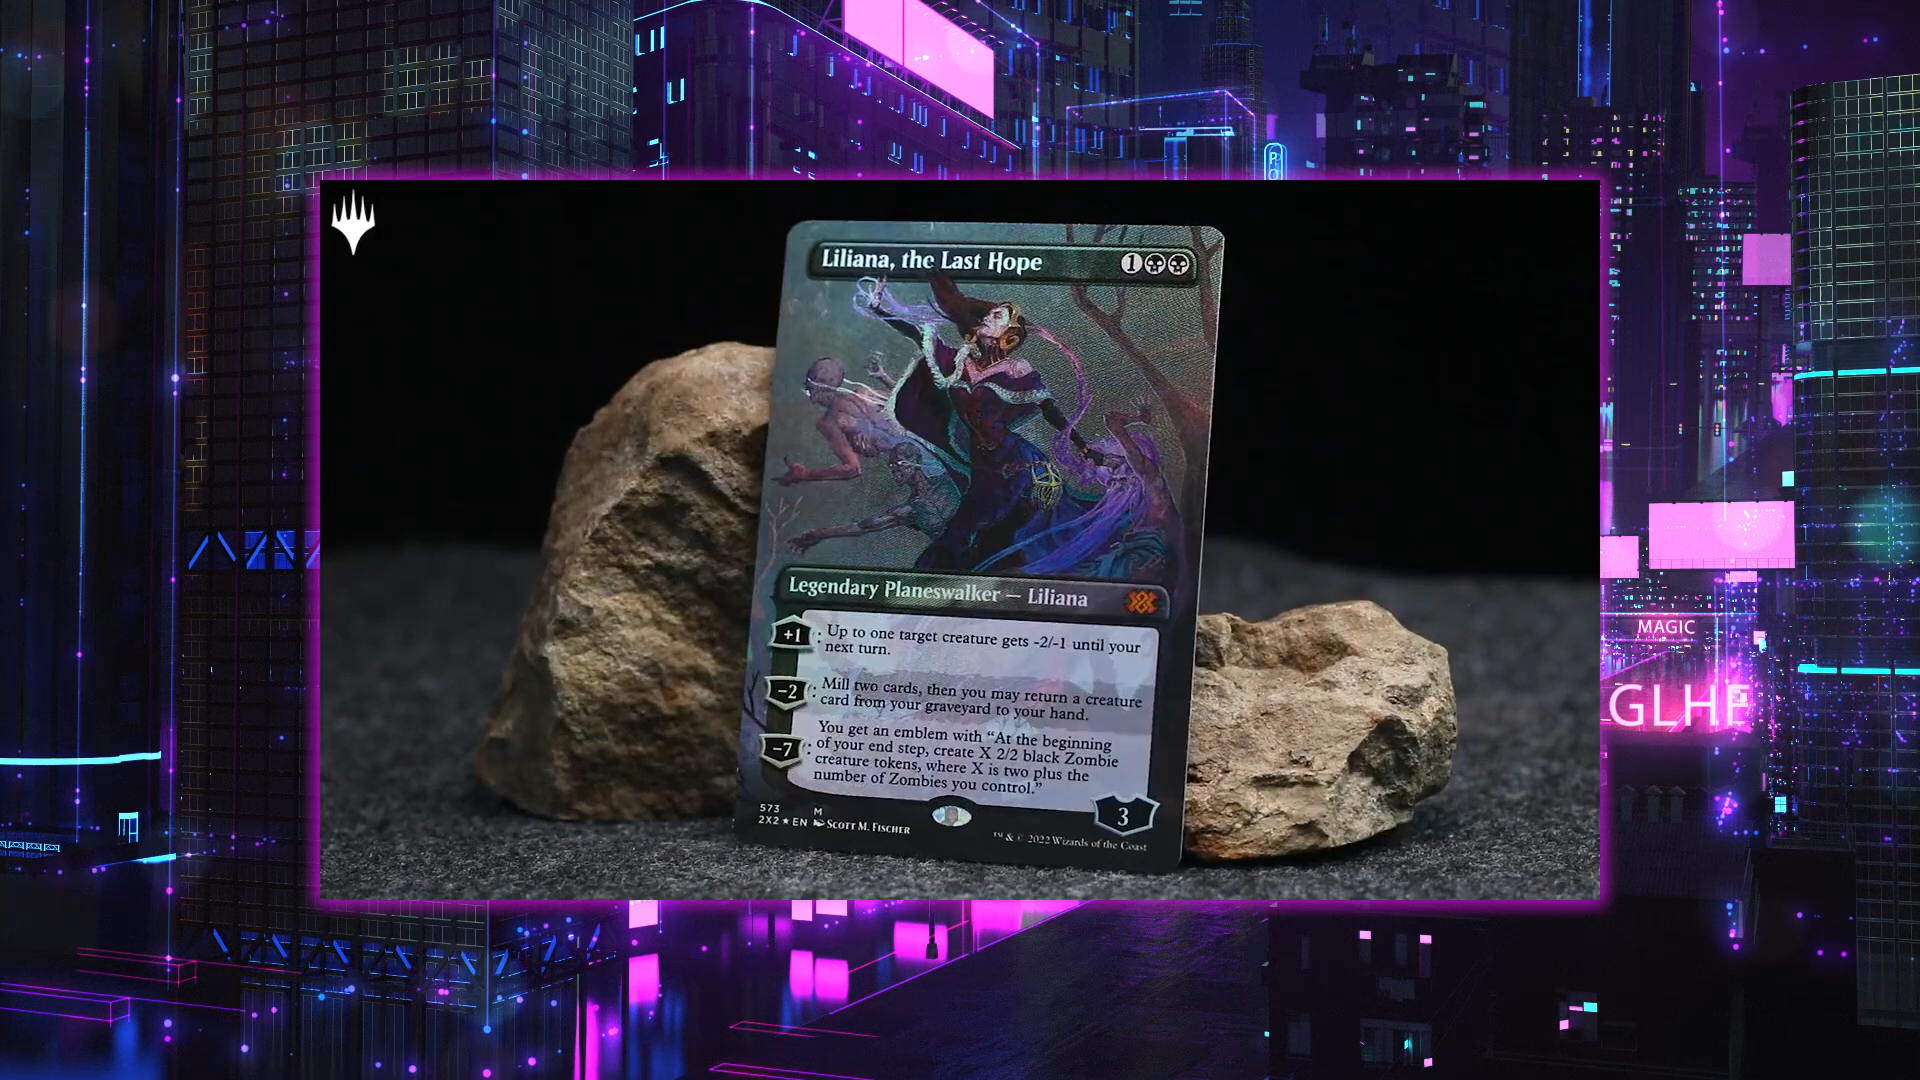 Liliana, the Last Hope 1
Legendary Planeswalker — Liliana
+1 : Up to one target creature gets -2/-1 until your
next turn.
−2 : Mill two cards, then you may return a creature
card from your graveyard to your hand.
−7 : You get an emblem with “At the beginning
of your end step, create X 2/2 black Zombie
creature tokens, where X is two plus the
number of Zombies you control.”
3
573 M
2X2 ★ EN Scott M. Fischer
™ & © 2022 Wizards of the Coast
MAGIC
GLHF